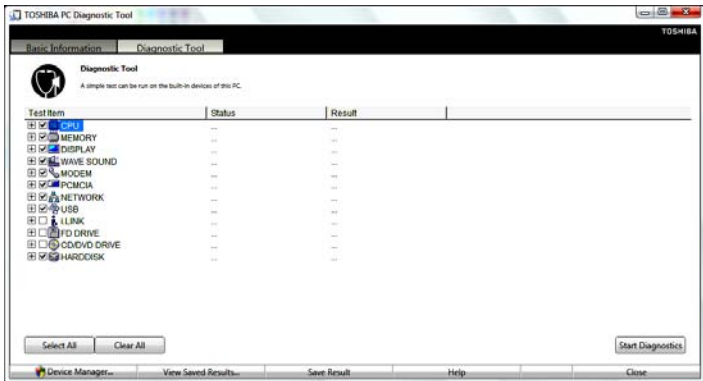 TOSHIBA PC Diagnostic Tool
TOSHIBA
Basic Information Diagnostic Tool
Diagnostic Tool
A simple test can be run on the built-in devices of this PC.
Test Item Status Result
CPU ... ...
MEMORY ... ...
DISPLAY ... ...
WAVE SOUND ... ...
MODEM ... ...
PCMCIA ... ...
NETWORK ... ...
USB ... ...
i.LINK ... ...
FD DRIVE ... ...
CD/DVD DRIVE ... ...
HARDDISK ... ...
Select All Clear All Start Diagnostics
Device Manager... View Saved Results... Save Result Help Close